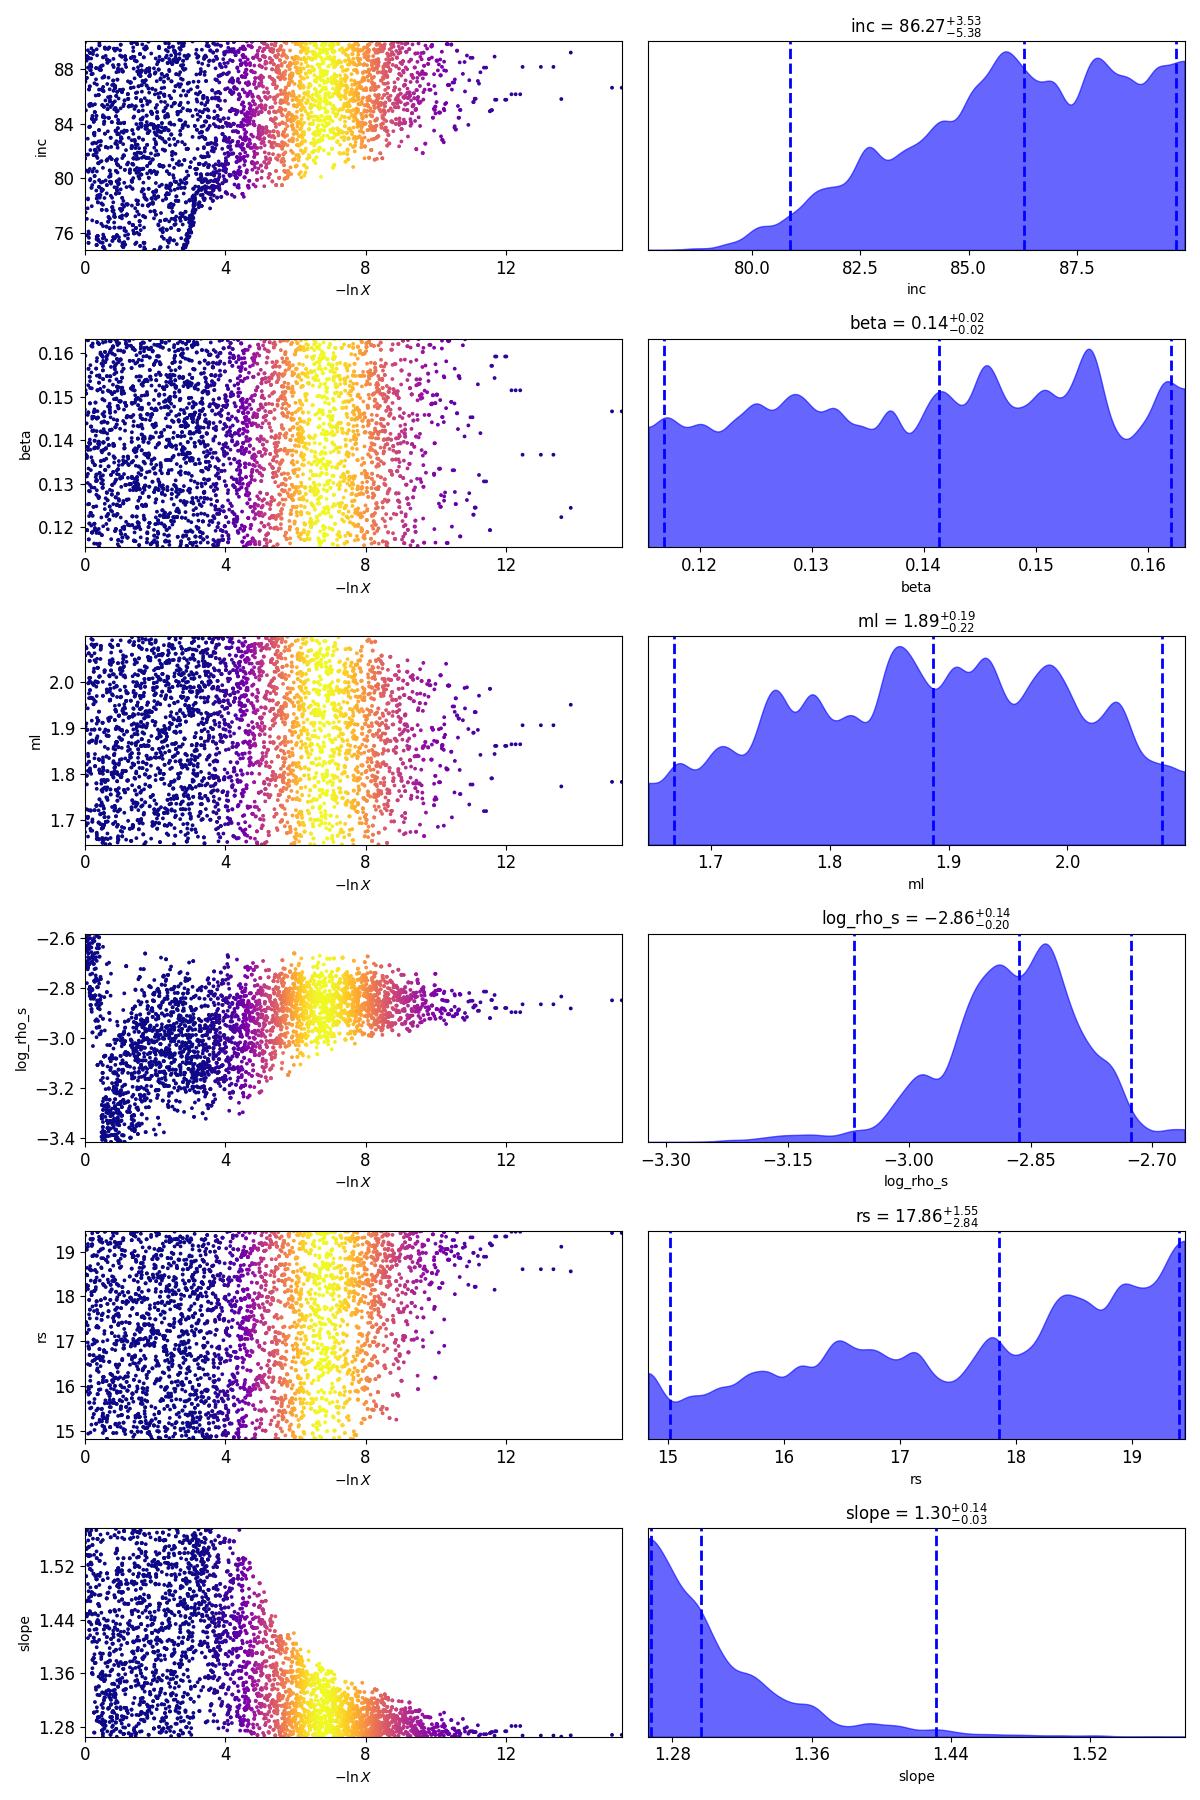 inc = 86.27+3.53−5.38
88
84
80
76
inc
0 4 8 12
−ln X
80.0 82.5 85.0 87.5
inc
beta = 0.14+0.02−0.02
0.16
0.15
0.14
0.13
0.12
beta
0 4 8 12
−ln X
0.12 0.13 0.14 0.15 0.16
beta
ml = 1.89+0.19−0.22
2.0
1.9
1.8
1.7
ml
0 4 8 12
−ln X
1.7 1.8 1.9 2.0
ml
log_rho_s = −2.86+0.14−0.20
−2.6
−2.8
−3.0
−3.2
−3.4
log_rho_s
0 4 8 12
−ln X
−3.30 −3.15 −3.00 −2.85 −2.70
log_rho_s
rs = 17.86+1.55−2.84
19
18
17
16
15
rs
0 4 8 12
−ln X
15 16 17 18 19
rs
slope = 1.30+0.14−0.03
1.52
1.44
1.36
1.28
slope
0 4 8 12
−ln X
1.28 1.36 1.44 1.52
slope